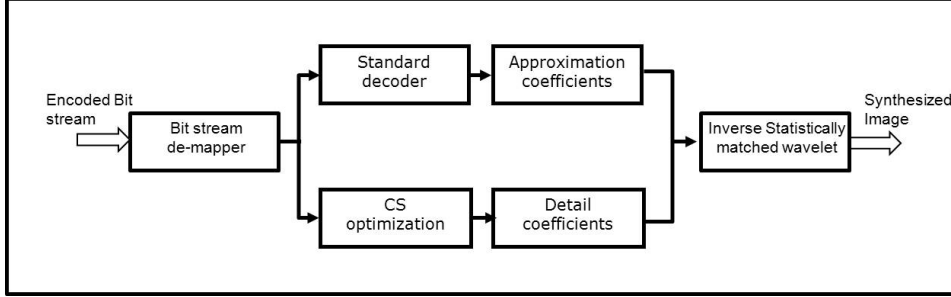 Encoded Bit
stream
Bit stream
de-mapper
Standard
decoder
Approximation
coefficients
CS
optimization
Detail
coefficients
Inverse Statistically
matched wavelet
Synthesized
Image